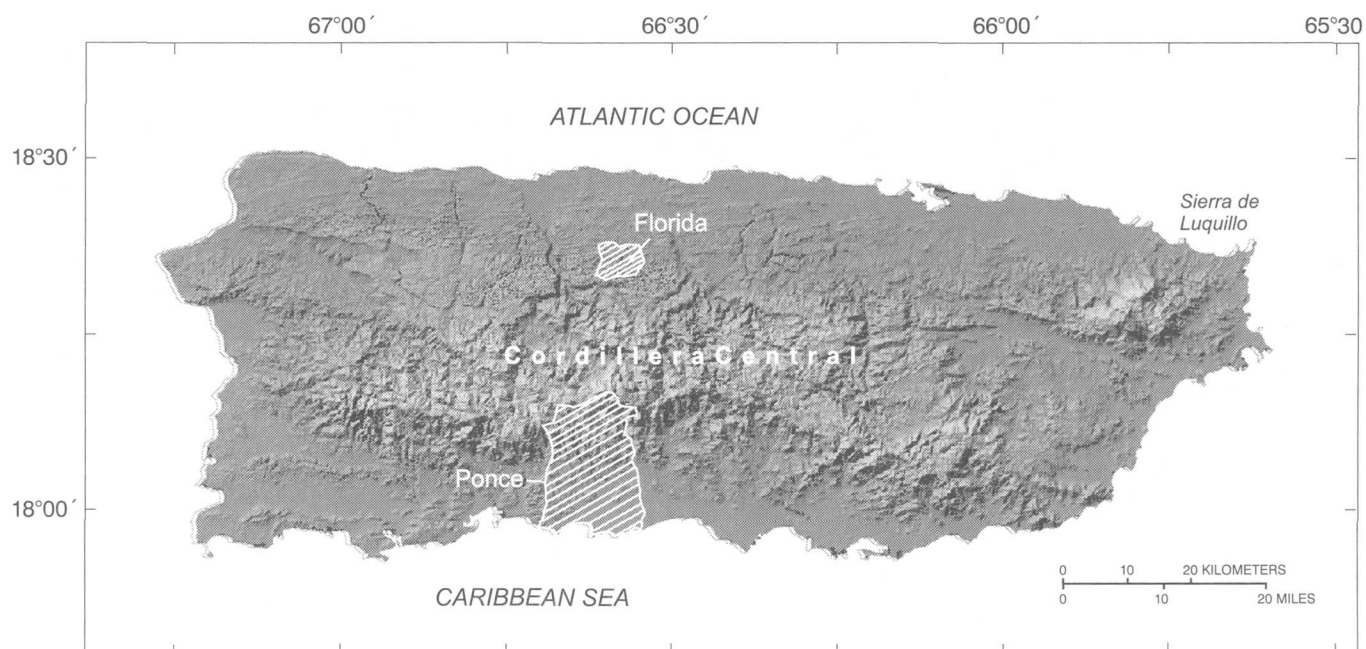 67°00´ 66°30´ 66°00´ 65°30
ATLANTIC OCEAN
18°30´
Sierra de
Luquillo
Florida
Cordillera Central
Ponce
18°00´
0 10 20 KILOMETERS
0 10 20 MILES
CARIBBEAN SEA